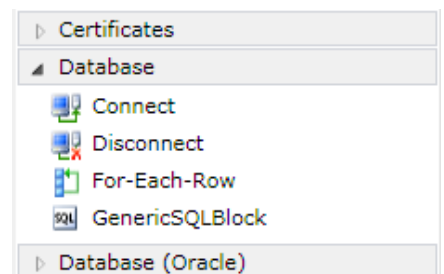 Certificates
Database
Connect
Disconnect
For-Each-Row
SQL GenericSQLBlock
Database (Oracle)